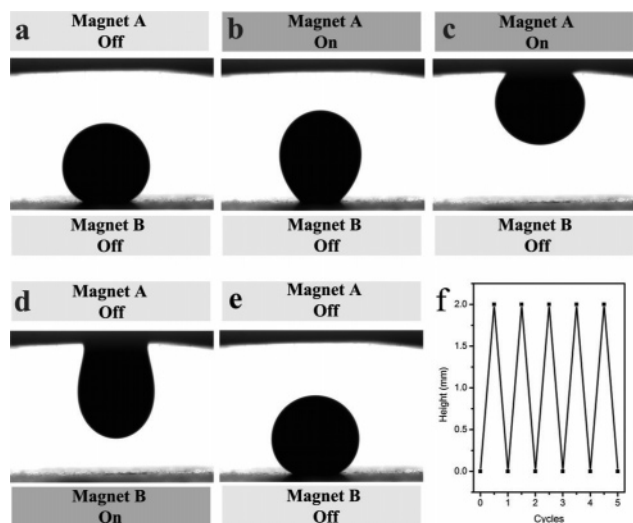 a
Magnet A
Off
b
Magnet A
On
c
Magnet A
On
Magnet B
Off
Magnet B
Off
Magnet B
Off
d
Magnet A
Off
e
Magnet A
Off
f
Magnet B
On
Magnet B
Off
Height (mm)
2.0
1.5
1.0
0.5
0.0
0 1 2 3 4 5
Cycles